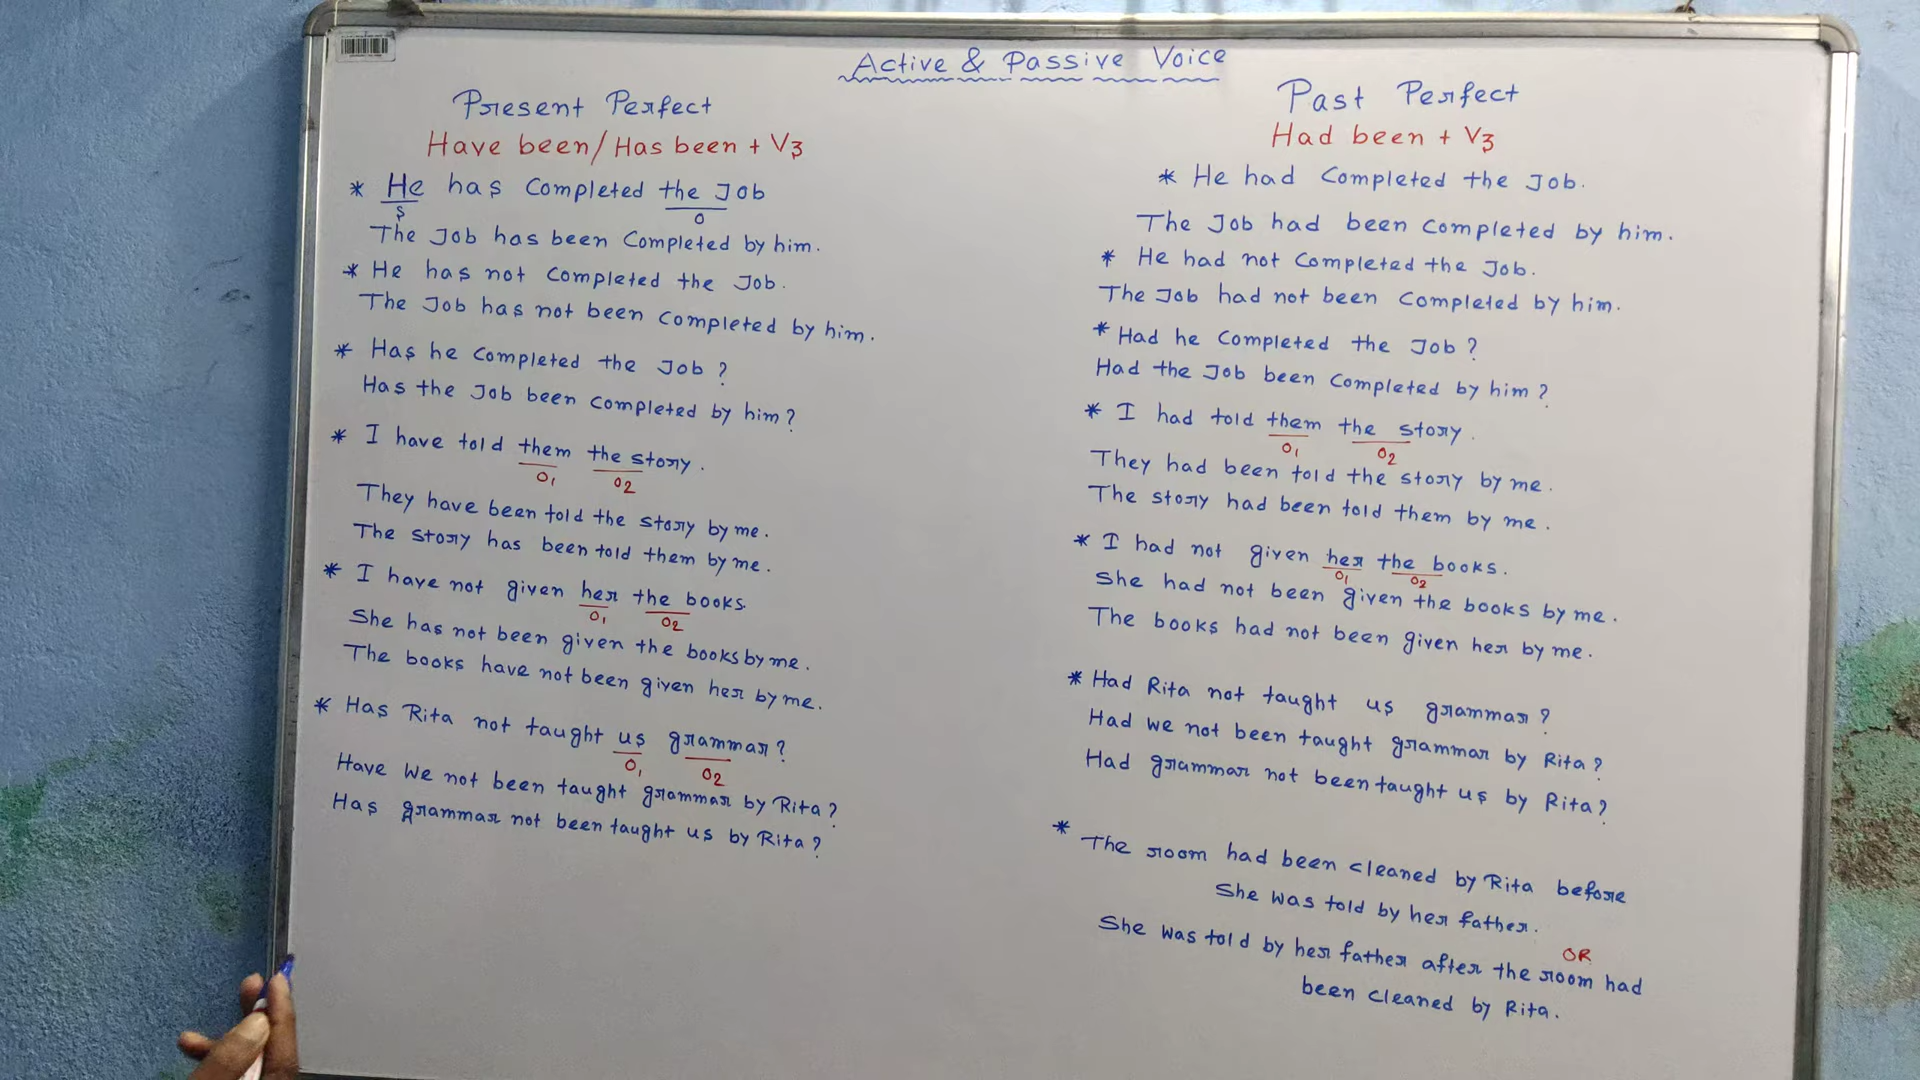 Active & Passive Voice
Present Perfect
Have been/Has been + V3
* He has Completed the Job
S O
The Job has been Completed by him.
* He has not Completed the Job.
The Job has not been Completed by him.
* Has he Completed the Job?
Has the Job been Completed by him?
* I have told them the story.
O1 O2
They have been told the story by me.
The story has been told them by me.
* I have not given her the books.
O1 O2
She has not been given the books by me.
The books have not been given her by me.
* Has Rita not taught us grammar?
O1 O2
Have We not been taught grammar by Rita?
Has grammar not been taught us by Rita?
Past Perfect
Had been + V3
* He had Completed the Job.
The Job had been Completed by him.
* He had not Completed the Job.
The Job had not been Completed by him.
* Had he Completed the Job?
Had the Job been Completed by him?
* I had told them the story.
O1 O2
They had been told the story by me.
The story had been told them by me.
* I had not given her the books.
O1 O2
She had not been given the books by me.
The books had not been given her by me.
* Had Rita not taught us grammar?
Had we not been taught grammar by Rita?
Had grammar not been taught us by Rita?
* The room had been cleaned by Rita before
She was told by her father.
OR
She was told by her father after the room had
been cleaned by Rita.